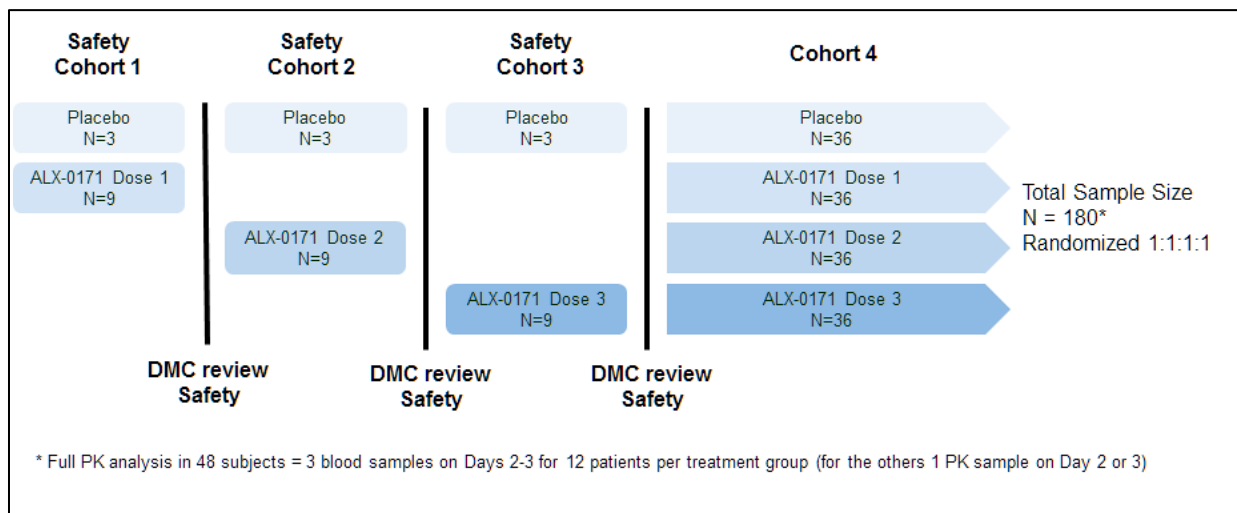 Safety
Cohort 1
Safety
Cohort 2
Safety
Cohort 3
Cohort 4
Placebo
N=3
Placebo
N=3
Placebo
N=3
Placebo
N=36
ALX-0171 Dose 1
N=9
ALX-0171 Dose 1
N=36
ALX-0171 Dose 2
N=9
ALX-0171 Dose 2
N=36
ALX-0171 Dose 3
N=9
ALX-0171 Dose 3
N=36
Total Sample Size
N = 180*
Randomized 1:1:1:1
DMC review
Safety
DMC review
Safety
DMC review
Safety
* Full PK analysis in 48 subjects = 3 blood samples on Days 2-3 for 12 patients per treatment group (for the others 1 PK sample on Day 2 or 3)